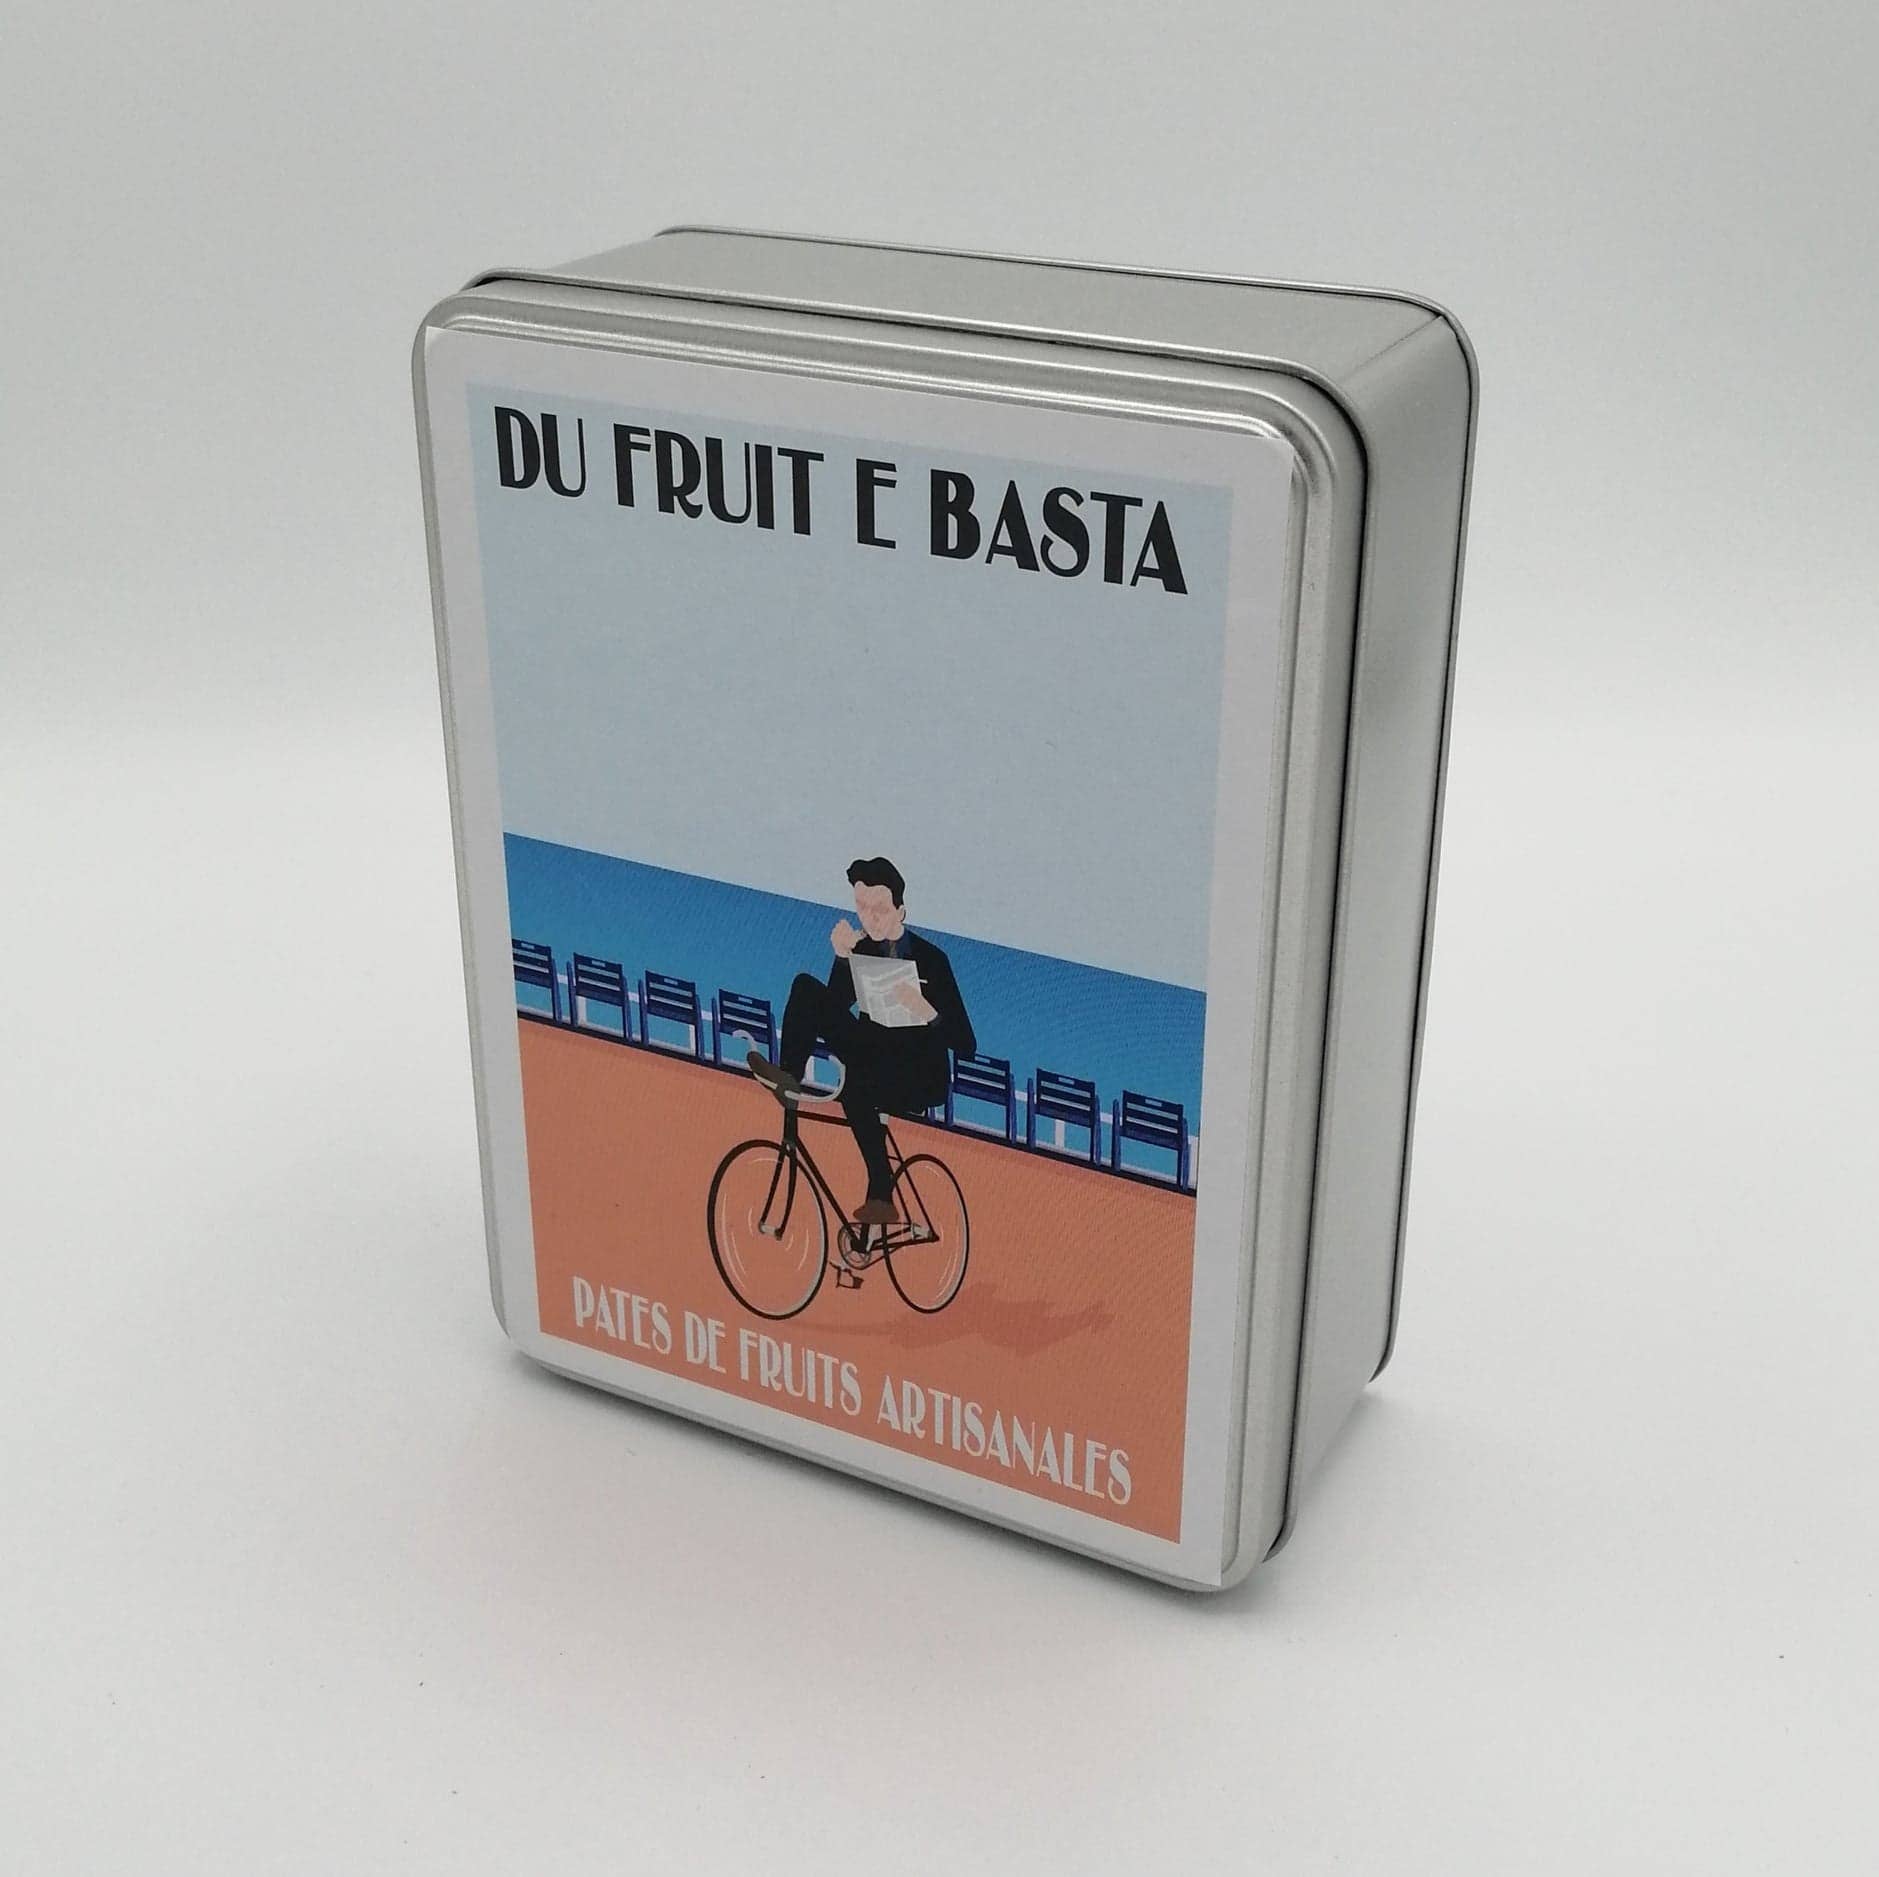 DU FRUIT E BASTA
PATES DE FRUITS ARTISANALES